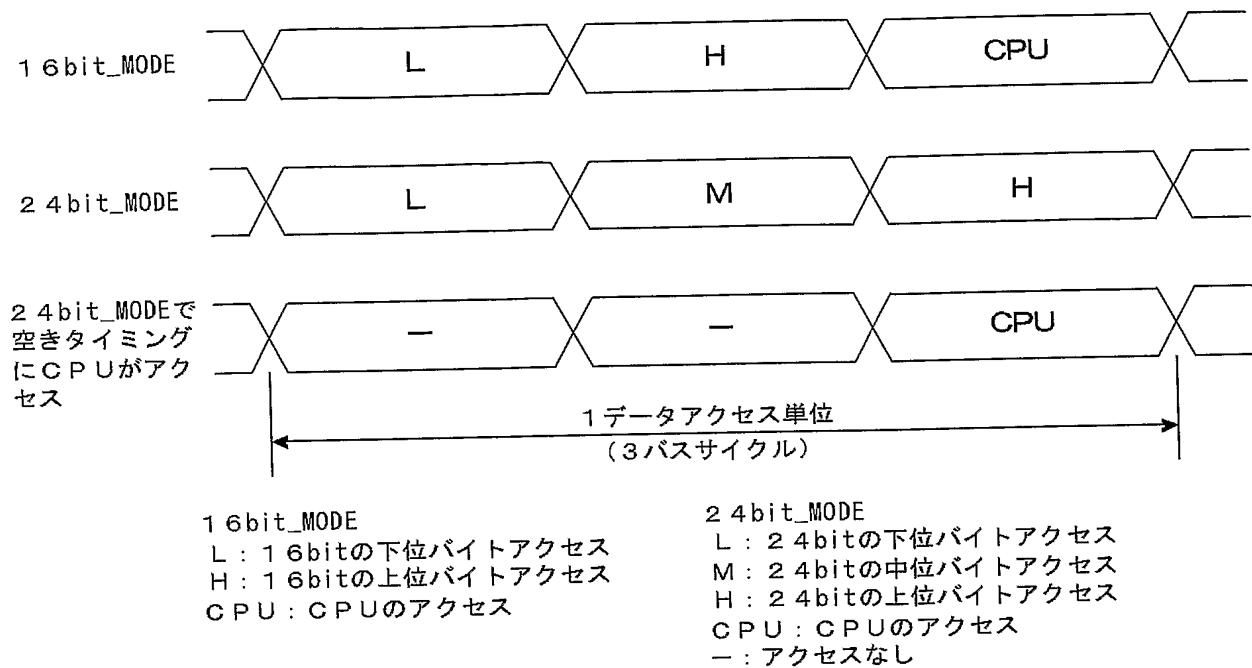 16bit_MODE
L
H
CPU
24bit_MODE
L
M
H
24bit_MODEで
空きタイミング
にCPUがアク
セス
－
－
CPU
1データアクセス単位
(3バスサイクル)
16bit_MODE
L:16bitの下位バイトアクセス
H:16bitの上位バイトアクセス
CPU:CPUのアクセス
24bit_MODE
L:24bitの下位バイトアクセス
M:24bitの中位バイトアクセス
H:24bitの上位バイトアクセス
CPU:CPUのアクセス
－:アクセスなし